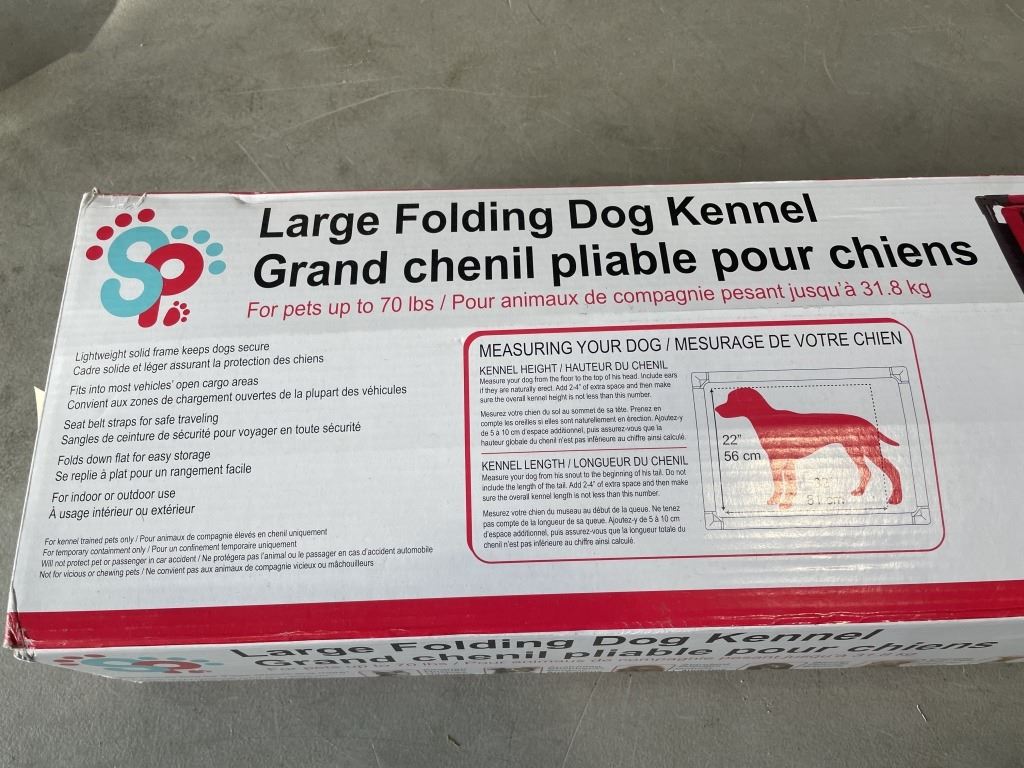 SP
Large Folding Dog Kennel
Grand chenil pliable pour chiens
For pets up to 70 lbs / Pour animaux de compagnie pesant jusqu'à 31.8 kg
Lightweight solid frame keeps dogs secure
Cadre solide et léger assurant la protection des chiens
Fits into most vehicles' open cargo areas
Convient aux zones de chargement ouvertes de la plupart des véhicules
Seat belt straps for safe traveling
Sangles de ceinture de sécurité pour voyager en toute sécurité
Folds down flat for easy storage
Se replie à plat pour un rangement facile
For indoor or outdoor use
À usage intérieur ou extérieur
For kennel trained pets only / Pour animaux de compagnie élevés en chenil uniquement
For temporary containment only / Pour un confinement temporaire uniquement
Will not protect pet or passenger in car accident / Ne protégera pas l'animal ou le passager en cas d'accident automobile
Not for vicious or chewing pets / Ne convient pas aux animaux de compagnie vicieux ou mâchouilleurs
MEASURING YOUR DOG / MESURAGE DE VOTRE CHIEN
KENNEL HEIGHT / HAUTEUR DU CHENIL
Measure your dog from the floor to the top of his head. Include ears
if they are naturally erect. Add 2-4" of extra space and then make
sure the overall kennel height is not less than this number.
Mesurez votre chien du sol au sommet de sa tête. Prenez en
compte les oreilles si elles sont naturellement en érection. Ajoutez-y
de 5 à 10 cm d'espace additionnel, puis assurez-vous que la
hauteur globale du chenil n'est pas inférieure au chiffre ainsi calculé.
KENNEL LENGTH / LONGUEUR DU CHENIL
Measure your dog from his snout to the beginning of his tail. Do not
include the length of the tail. Add 2-4" of extra space and then make
sure the overall kennel length is not less than this number.
Mesurez votre chien du museau au début de la queue. Ne tenez
pas compte de la longueur de sa queue. Ajoutez-y de 5 à 10 cm
d'espace additionnel, puis assurez-vous que la longueur totale du
chenil n'est pas inférieure au chiffre ainsi calculé.
22"
56 cm
81 cm
Large Folding Dog Kennel
Grand chenil pliable pour chiens